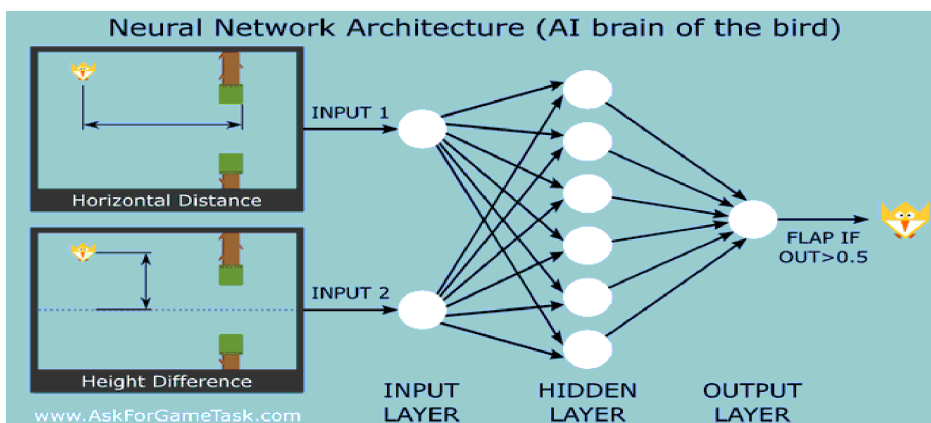 Neural Network Architecture (AI brain of the bird)
INPUT 1
Horizontal Distance
INPUT 2
Height Difference
FLAP IF
OUT>0.5
INPUT
LAYER
HIDDEN
LAYER
OUTPUT
LAYER
www.AskForGameTask.com